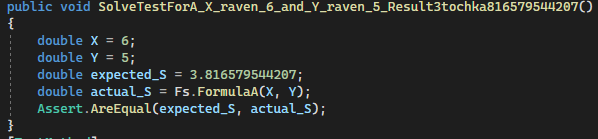 public void SolveTestForA_X_raven_6_and_Y_raven_5_Result3tochka816579544207()
{
double X = 6;
double Y = 5;
double expected_S = 3.816579544207;
double actual_S = Fs.FormulaA(X, Y);
Assert.AreEqual(expected_S, actual_S);
}